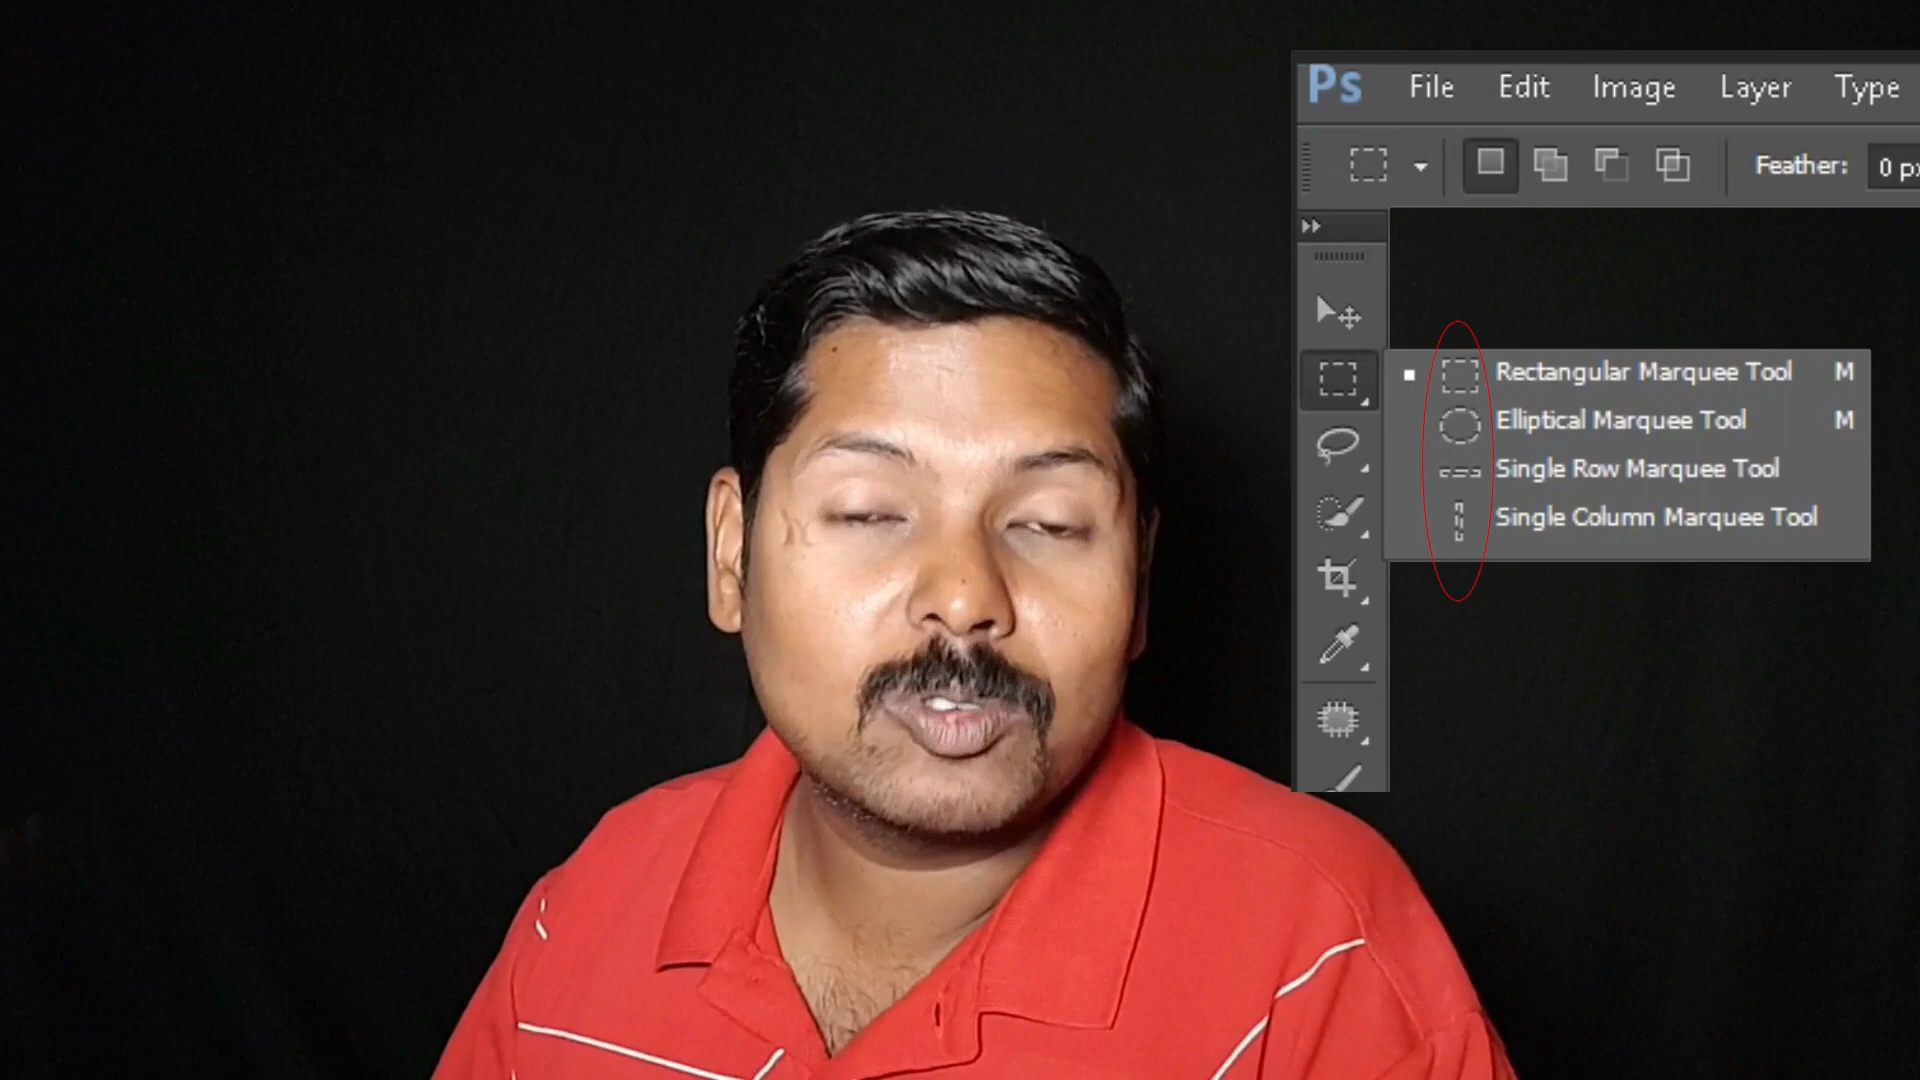 Ps File Edit Image Layer Type
Feather: 0 px
Rectangular Marquee Tool M
Elliptical Marquee Tool M
Single Row Marquee Tool
Single Column Marquee Tool